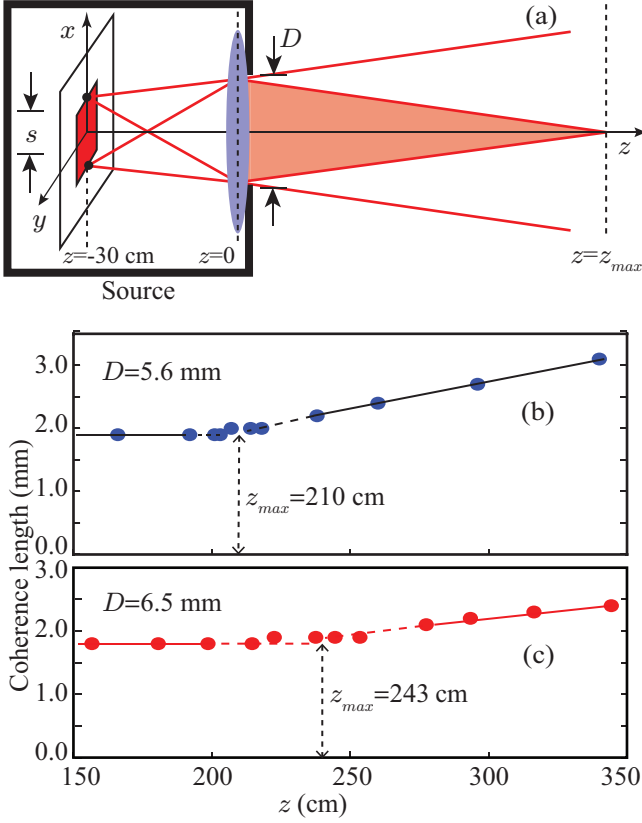 (a)
x
D
s
z
y
z=-30 cm
z=0
z=z_max
Source
3.0
2.0
1.0
0.0
D=5.6 mm
(b)
z_max=210 cm
Coherence length (mm)
3.0
2.0
1.0
0.0
D=6.5 mm
(c)
z_max=243 cm
150 200 250 300 350
z (cm)